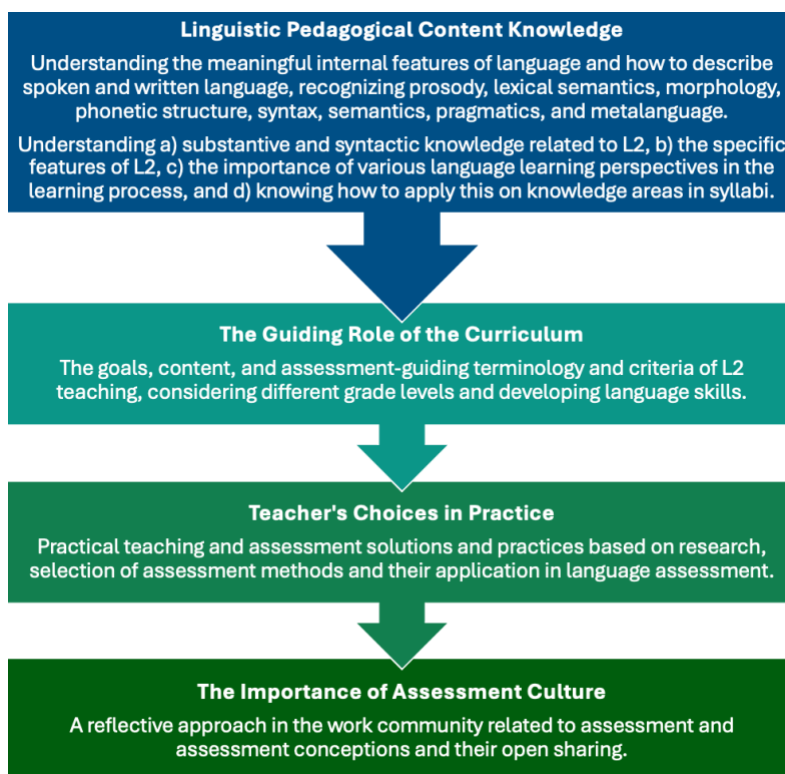 Linguistic Pedagogical Content Knowledge
Understanding the meaningful internal features of language and how to describe
spoken and written language, recognizing prosody, lexical semantics, morphology,
phonetic structure, syntax, semantics, pragmatics, and metalanguage.
Understanding a) substantive and syntactic knowledge related to L2, b) the specific
features of L2, c) the importance of various language learning perspectives in the
learning process, and d) knowing how to apply this on knowledge areas in syllabi.
The Guiding Role of the Curriculum
The goals, content, and assessment-guiding terminology and criteria of L2
teaching, considering different grade levels and developing language skills.
Teacher's Choices in Practice
Practical teaching and assessment solutions and practices based on research,
selection of assessment methods and their application in language assessment.
The Importance of Assessment Culture
A reflective approach in the work community related to assessment and
assessment conceptions and their open sharing.